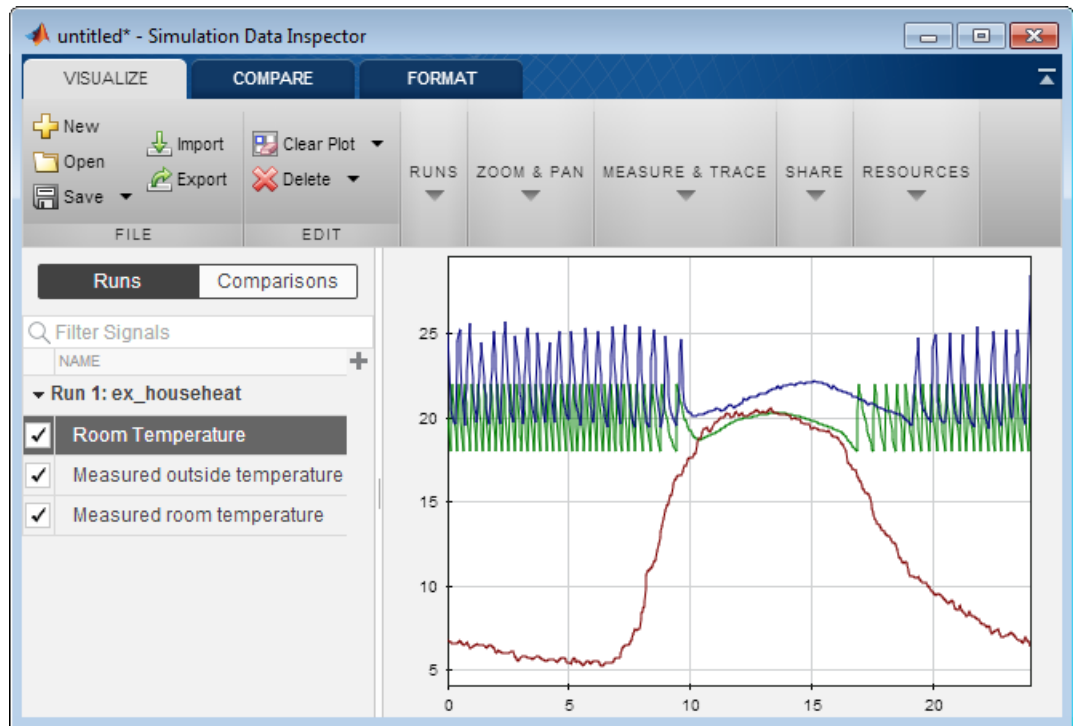 untitled* - Simulation Data Inspector
VISUALIZE COMPARE FORMAT
New
Open
Save
Import
Export
FILE
Clear Plot
Delete
EDIT
RUNS
ZOOM & PAN
MEASURE & TRACE
SHARE
RESOURCES
Runs Comparisons
Filter Signals
NAME
Run 1: ex_househeat
Room Temperature
Measured outside temperature
Measured room temperature
25
20
15
10
5
0 5 10 15 20